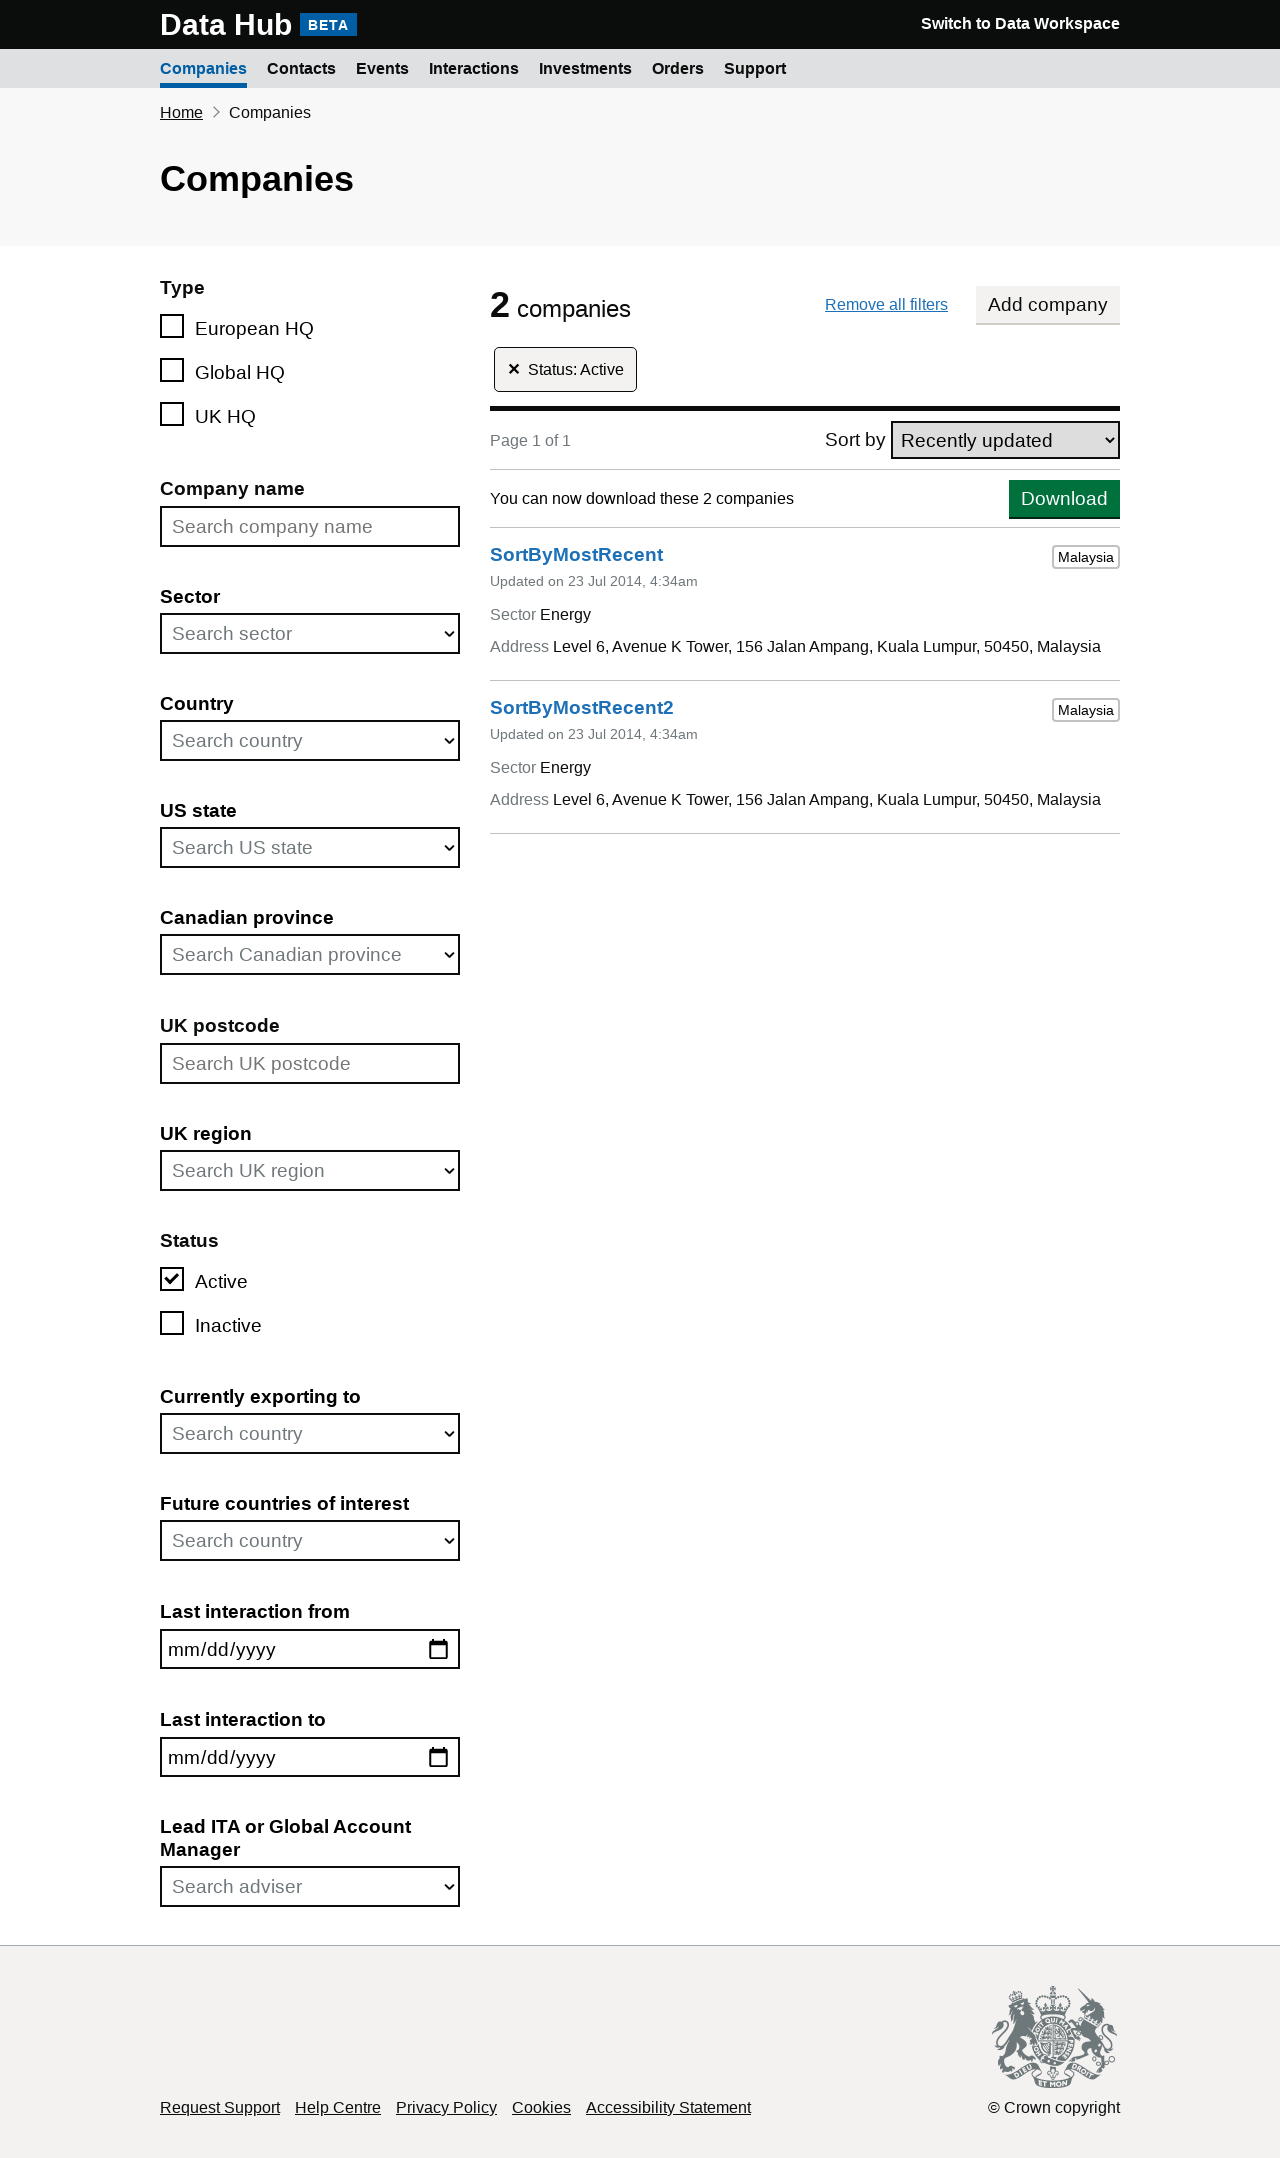 Data Hub BETA Switch to Data Workspace
Companies Contacts Events Interactions Investments Orders Support
Home Companies
Companies
Type
European HQ
Global HQ
UK HQ
Company name
Search company name
Sector
Search sector
Country
Search country
US state
Search US state
Canadian province
Search Canadian province
UK postcode
Search UK postcode
UK region
Search UK region
Status
Active
Inactive
Currently exporting to
Search country
Future countries of interest
Search country
Last interaction from
mm/dd/yyyy
Last interaction to
mm/dd/yyyy
Lead ITA or Global Account
Manager
Search adviser
2 companies Remove all filters Add company
× Status: Active
Page 1 of 1 Sort by Recently updated
You can now download these 2 companies Download
SortByMostRecent Malaysia
Updated on 23 Jul 2014, 4:34am
Sector Energy
Address Level 6, Avenue K Tower, 156 Jalan Ampang, Kuala Lumpur, 50450, Malaysia
SortByMostRecent2 Malaysia
Updated on 23 Jul 2014, 4:34am
Sector Energy
Address Level 6, Avenue K Tower, 156 Jalan Ampang, Kuala Lumpur, 50450, Malaysia
Request Support Help Centre Privacy Policy Cookies Accessibility Statement © Crown copyright